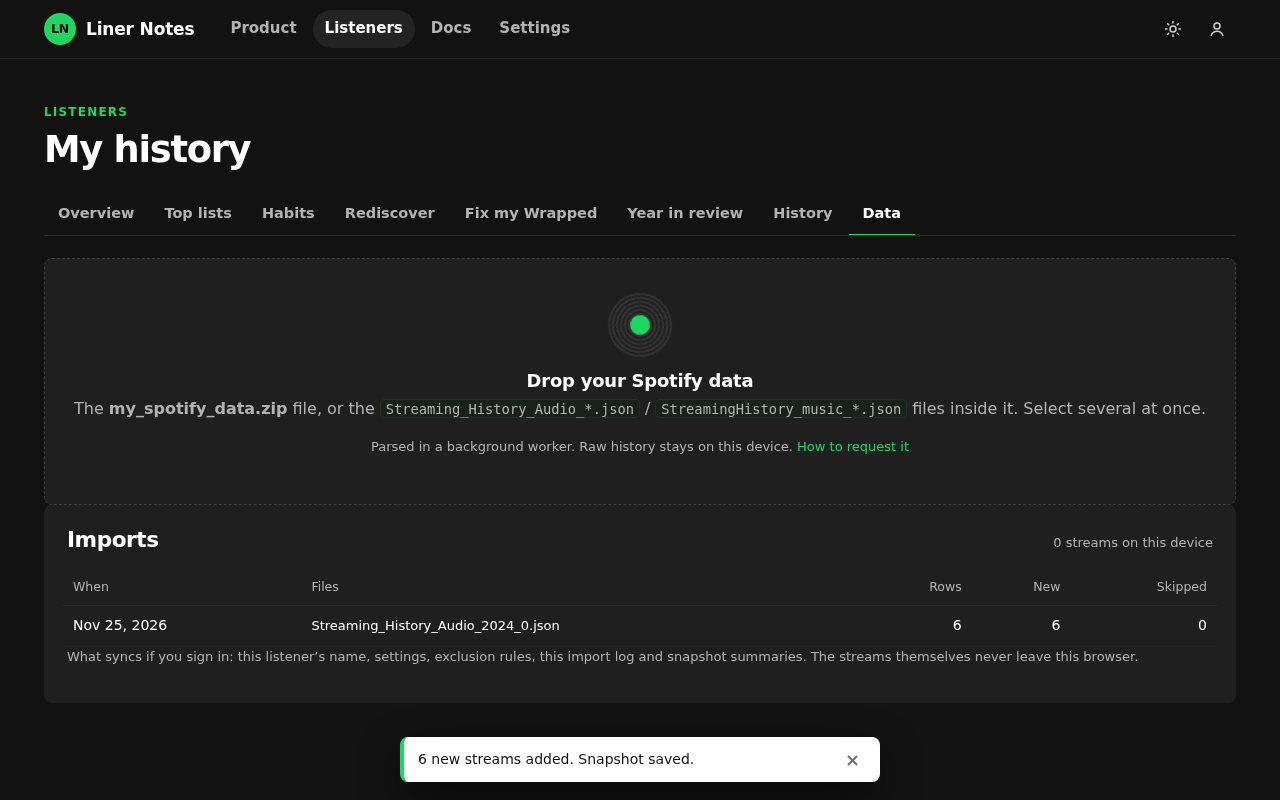 LN Liner Notes Product Listeners Docs Settings
LISTENERS
My history
Overview Top lists Habits Rediscover Fix my Wrapped Year in review History Data
Drop your Spotify data
The my_spotify_data.zip file, or the Streaming_History_Audio_*.json / StreamingHistory_music_*.json files inside it. Select several at once.
Parsed in a background worker. Raw history stays on this device. How to request it
Imports 0 streams on this device
When Files Rows New Skipped
Nov 25, 2026 Streaming_History_Audio_2024_0.json 6 6 0
What syncs if you sign in: this listener’s name, settings, exclusion rules, this import log and snapshot summaries. The streams themselves never leave this browser.
6 new streams added. Snapshot saved. ×